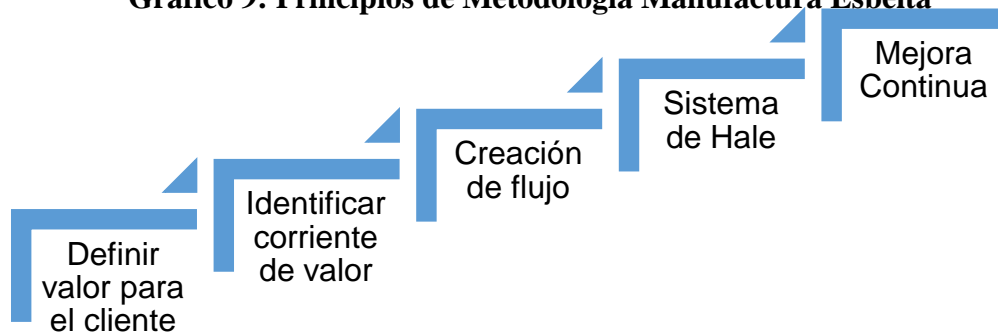 Gráfico 9: Principios de Metodología Manufactura Esbelta
Definir
valor para
el cliente
Identificar
corriente
de valor
Creación
de flujo
Sistema
de Hale
Mejora
Continua